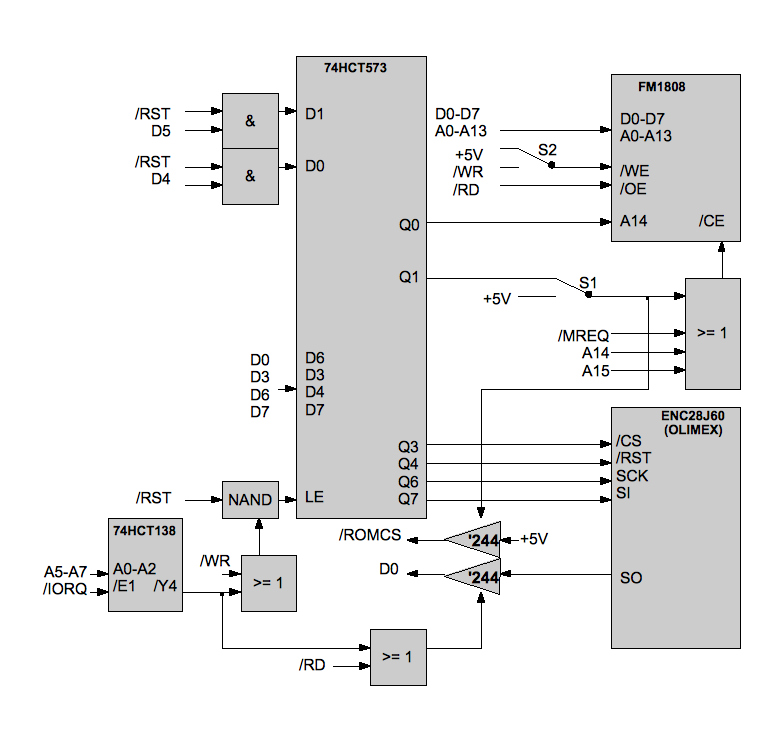 74HCT573
FM1808
/RST
D5
&
D1
/RST
D4
&
D0
D0-D7
A0-A13
D0-D7
A0-A13
+5V
S2
/WR
/RD
/WE
/OE
Q0
A14
/CE
Q1
S1
+5V
/MREQ
A14
A15
>= 1
D0
D3
D6
D7
D6
D3
D4
D7
ENC28J60
(OLIMEX)
Q3
Q4
Q6
Q7
/CS
/RST
SCK
SI
/RST
NAND
LE
74HCT138
A5-A7
/IORQ
A0-A2
/E1
/Y4
/WR
>= 1
/ROMCS
'244
+5V
D0
'244
SO
/RD
>= 1